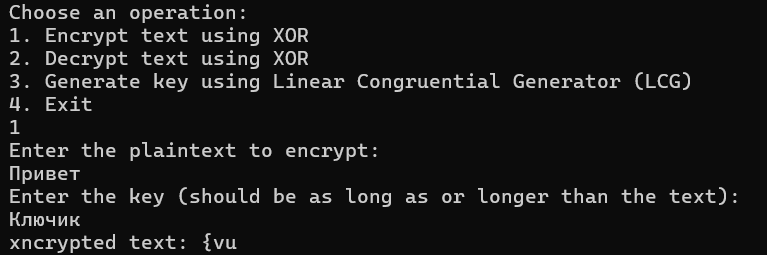 Choose an operation:
1. Encrypt text using XOR
2. Decrypt text using XOR
3. Generate key using Linear Congruential Generator (LCG)
4. Exit
1
Enter the plaintext to encrypt:
Привет
Enter the key (should be as long as or longer than the text):
Ключик
xncrypted text: {vu